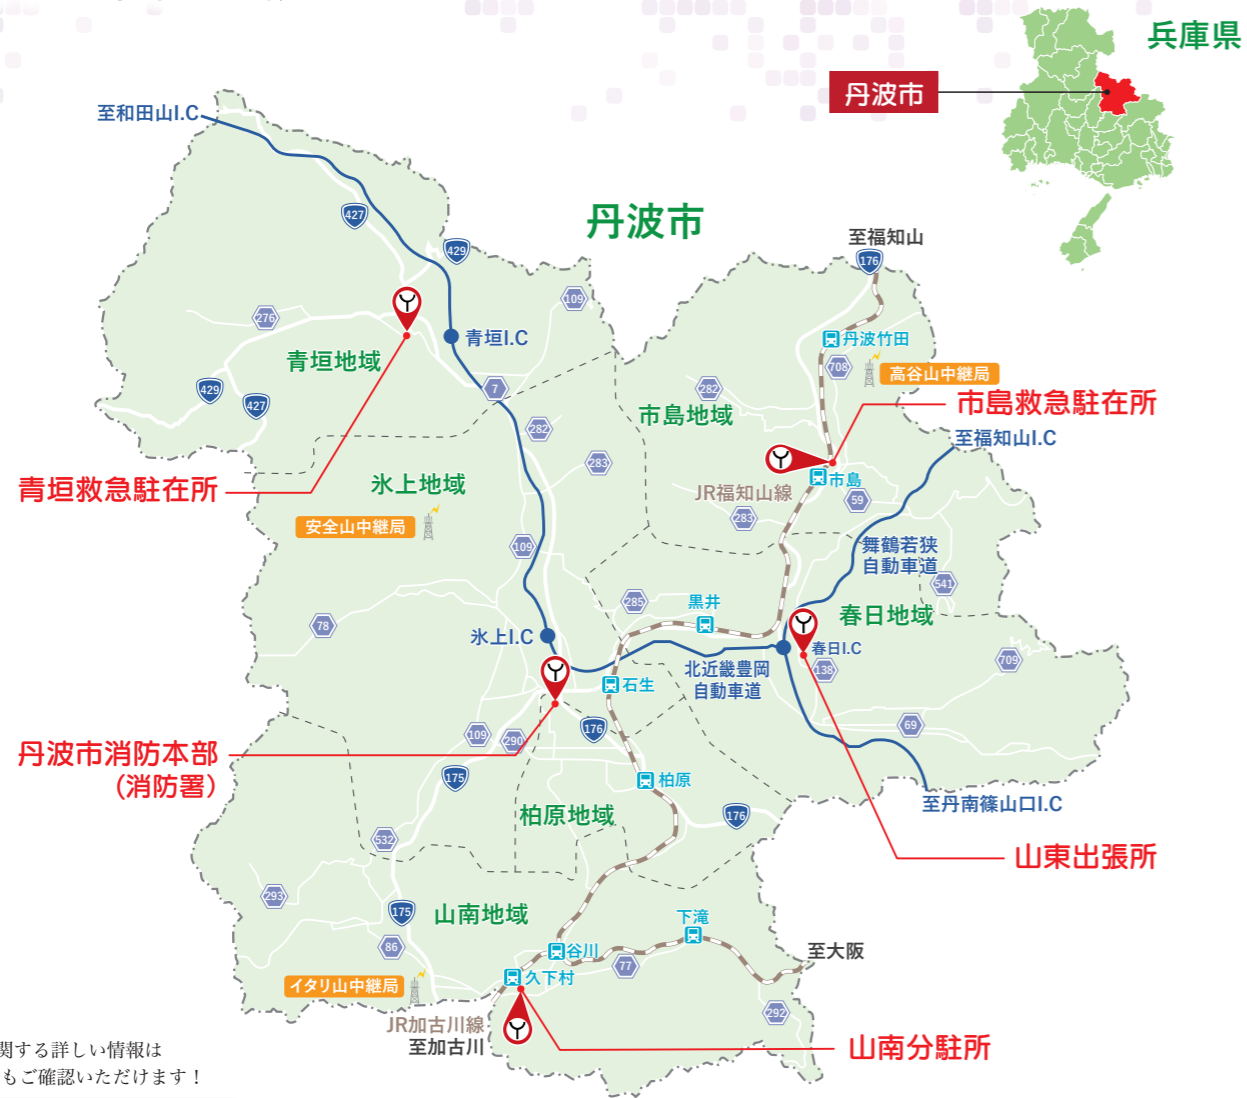 兵庫県
丹波市
至和田山I.C
427
丹波市
至福知山
429
176
109
276
青垣I.C
丹波竹田
青垣地域
708
高谷山中継局
429
427
7
282
市島地域
市島救急駐在所
282
至福知山I.C
283
市島
青垣救急駐在所
氷上地域
JR福知山線
59
安全山中継局
283
109
舞鶴若狭
自動車道
541
285
黒井
春日地域
78
氷上I.C
春日I.C
709
北近畿豊岡
自動車道
138
石生
176
69
109
290
丹波市消防本部
(消防署)
175
柏原
至丹南篠山口I.C
柏原地域
176
532
山東出張所
293
175
山南地域
下滝
86
谷川
至大阪
77
イタリ山中継局
久下村
292
JR加古川線
至加古川
山南分駐所
関する詳しい情報は
もご確認いただけます！